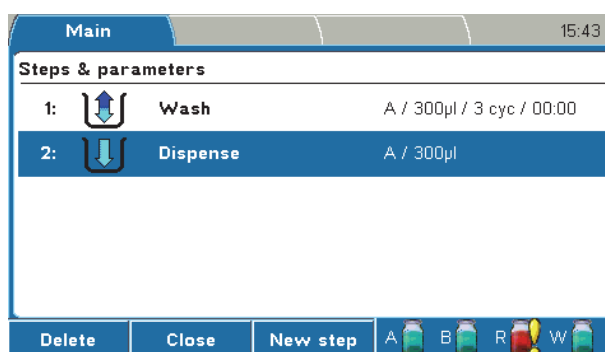 Main 15:43
Steps & parameters
1: Wash A / 300µl / 3 cyc / 00:00
2: Dispense A / 300µl
Delete Close New step A B R W